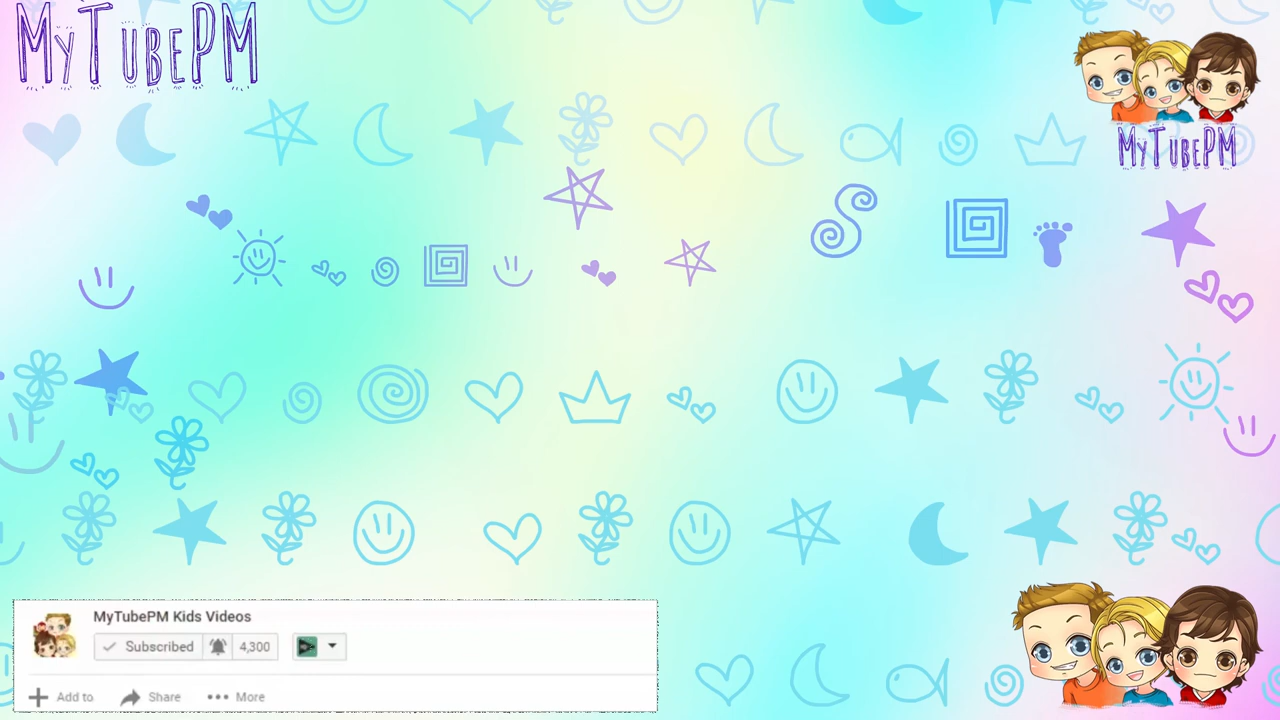 MyTubePM
MyTubePM
MyTubePM Kids Videos
Subscribed 4,300
Add to Share More